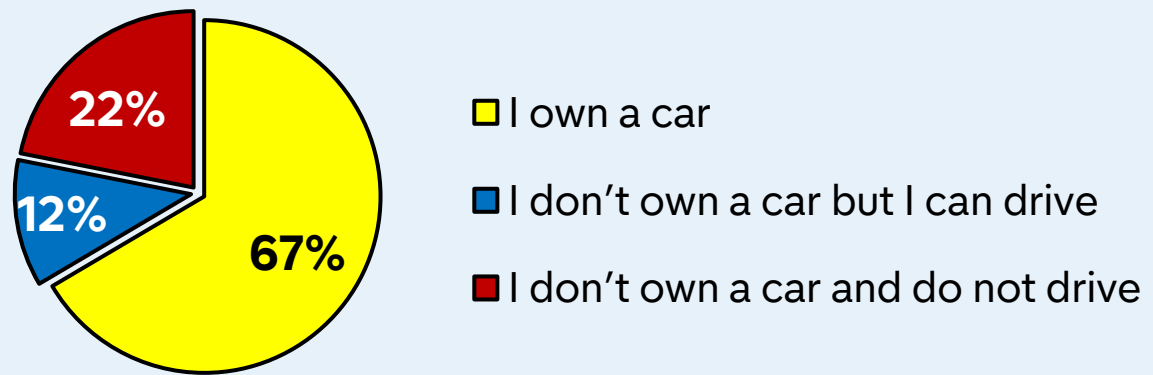 22%
12%
67%
I own a car
I don’t own a car but I can drive
I don’t own a car and do not drive